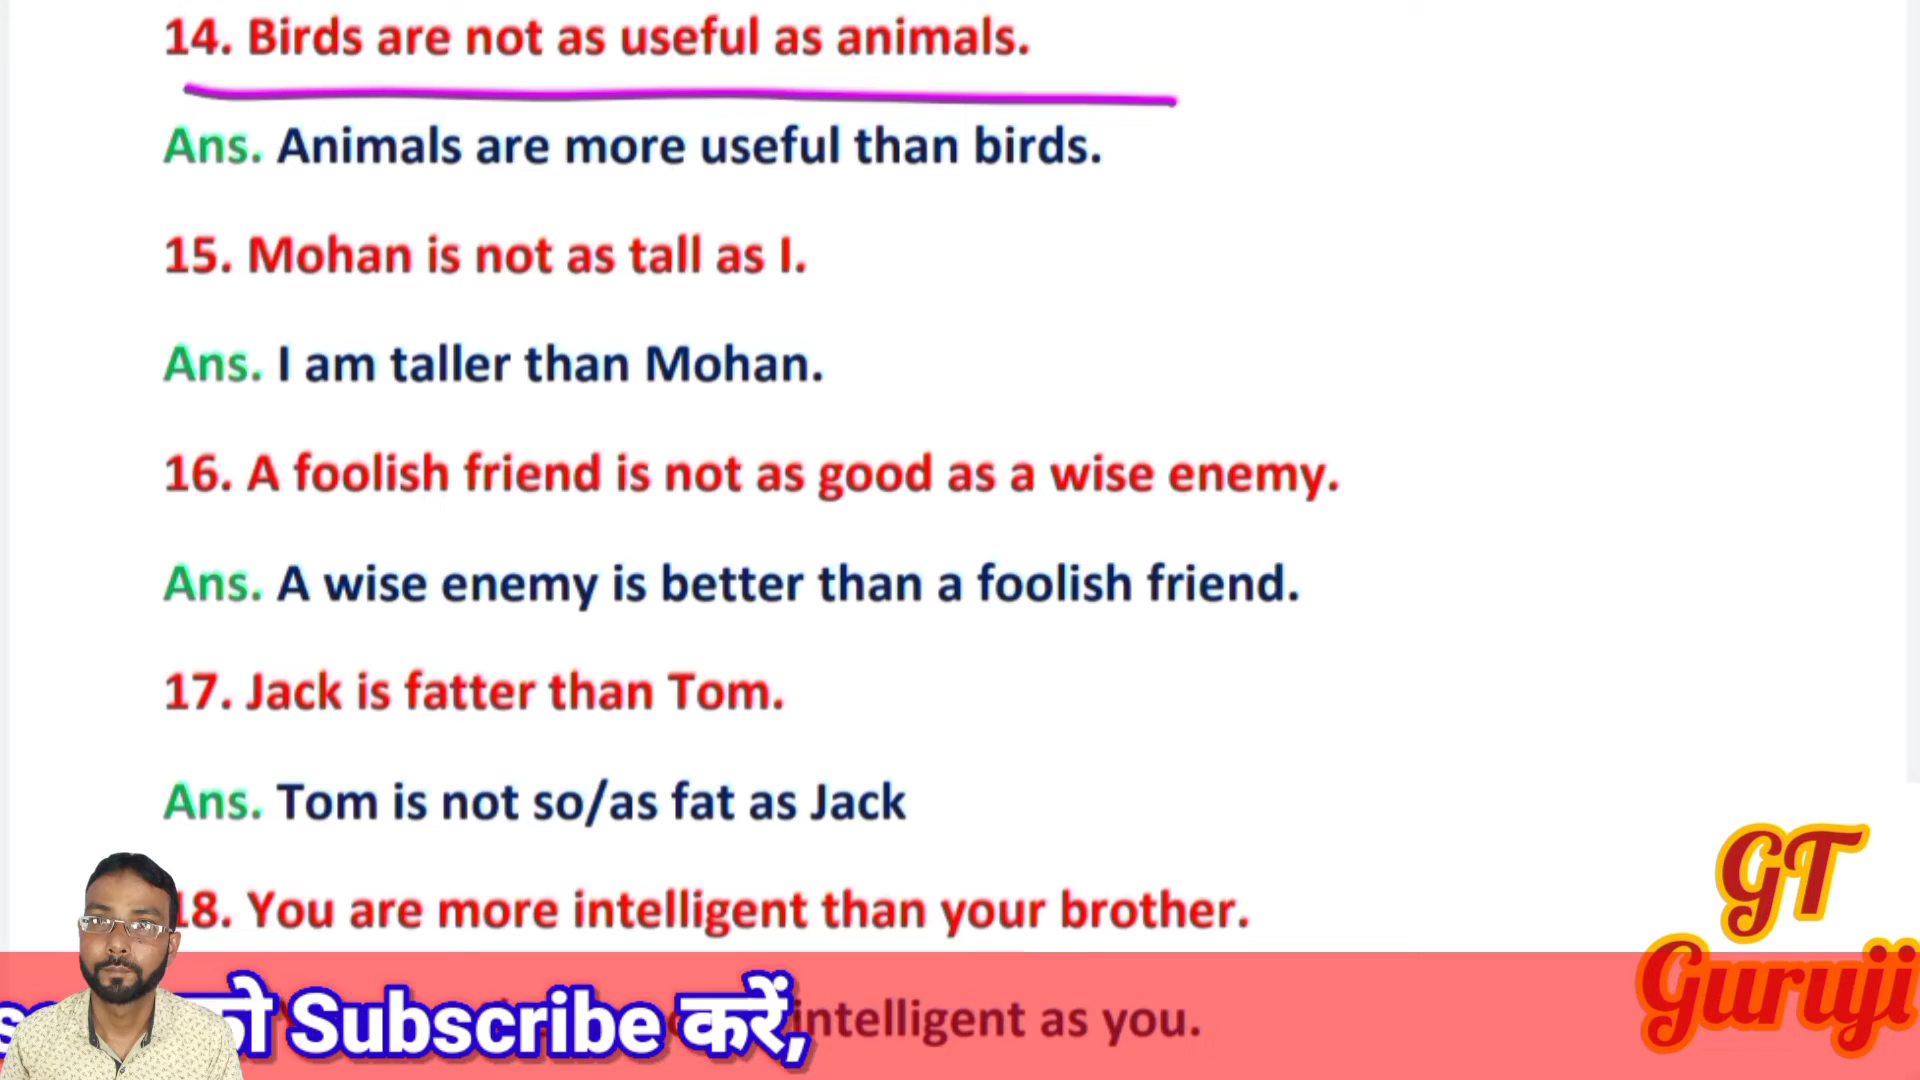 14. Birds are not as useful as animals.
Ans. Animals are more useful than birds.
15. Mohan is not as tall as I.
Ans. I am taller than Mohan.
16. A foolish friend is not as good as a wise enemy.
Ans. A wise enemy is better than a foolish friend.
17. Jack is fatter than Tom.
Ans. Tom is not so/as fat as Jack
18. You are more intelligent than your brother.
intelligent as you.
को Subscribe करें,
GT
Guruji